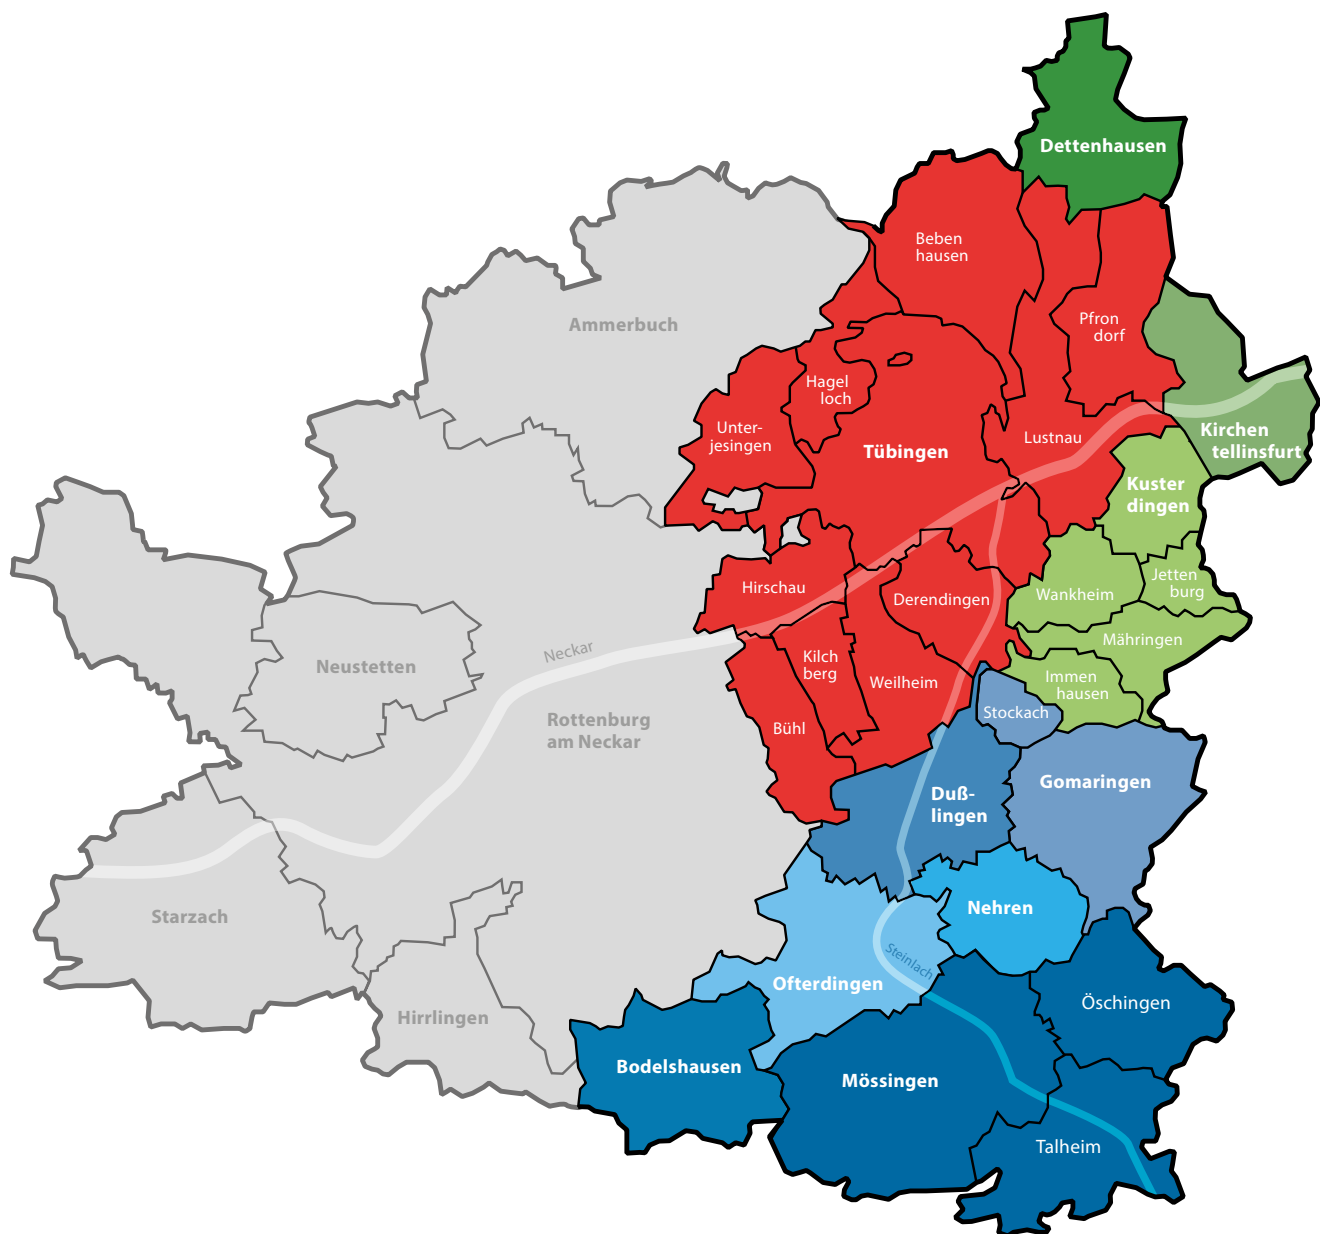 Dettenhausen
Beben
hausen
Ammerbuch
Pfron
dorf
Hagel
loch
Unter-
jesingen
Tübingen
Lustnau
Kirchen
tellinsfurt
Kuster
dingen
Hirschau
Derendingen
Wankheim
Jetten
burg
Mähringen
Neckar
Neustetten
Kilch
berg
Weilheim
Immen
hausen
Stockach
Rottenburg
am Neckar
Bühl
Duß-
lingen
Gomaringen
Starzach
Nehren
Steinlach
Ofterdingen
Öschingen
Hirrlingen
Bodelshausen
Mössingen
Talheim